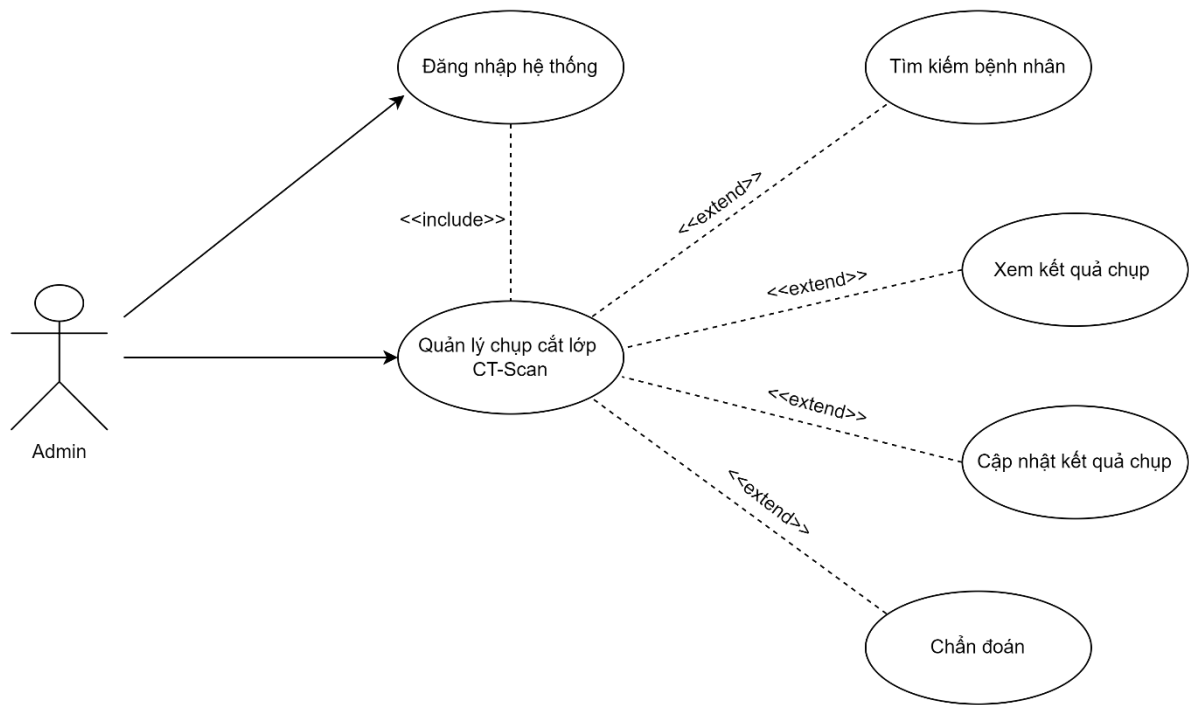 Đăng nhập hệ thống
Tìm kiếm bệnh nhân
<<extend>>
<<include>>
Xem kết quả chụp
<<extend>>
Quản lý chụp cắt lớp
CT-Scan
<<extend>>
Admin
Cập nhật kết quả chụp
<<extend>>
Chẩn đoán